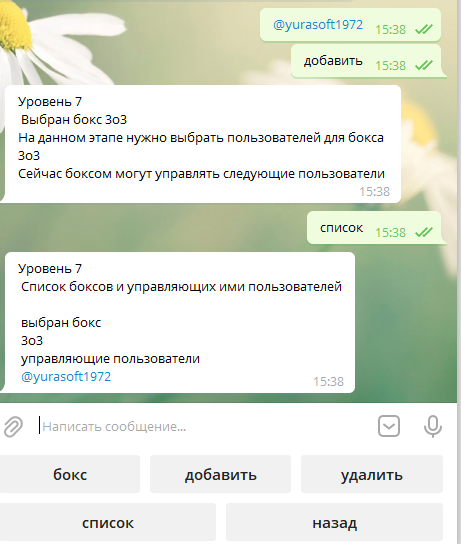 @yurasoft1972 15:38
добавить 15:38
Уровень 7
Выбран бокс 3о3
На данном этапе нужно выбрать пользователей для бокса
3о3
Сейчас боксом могут управлять следующие пользователи
15:38
список 15:38
Уровень 7
Список боксов и управляющих ими пользователей
выбран бокс
3о3
управляющие пользователи
@yurasoft1972
15:38
Написать сообщение...
бокс добавить удалить
список назад